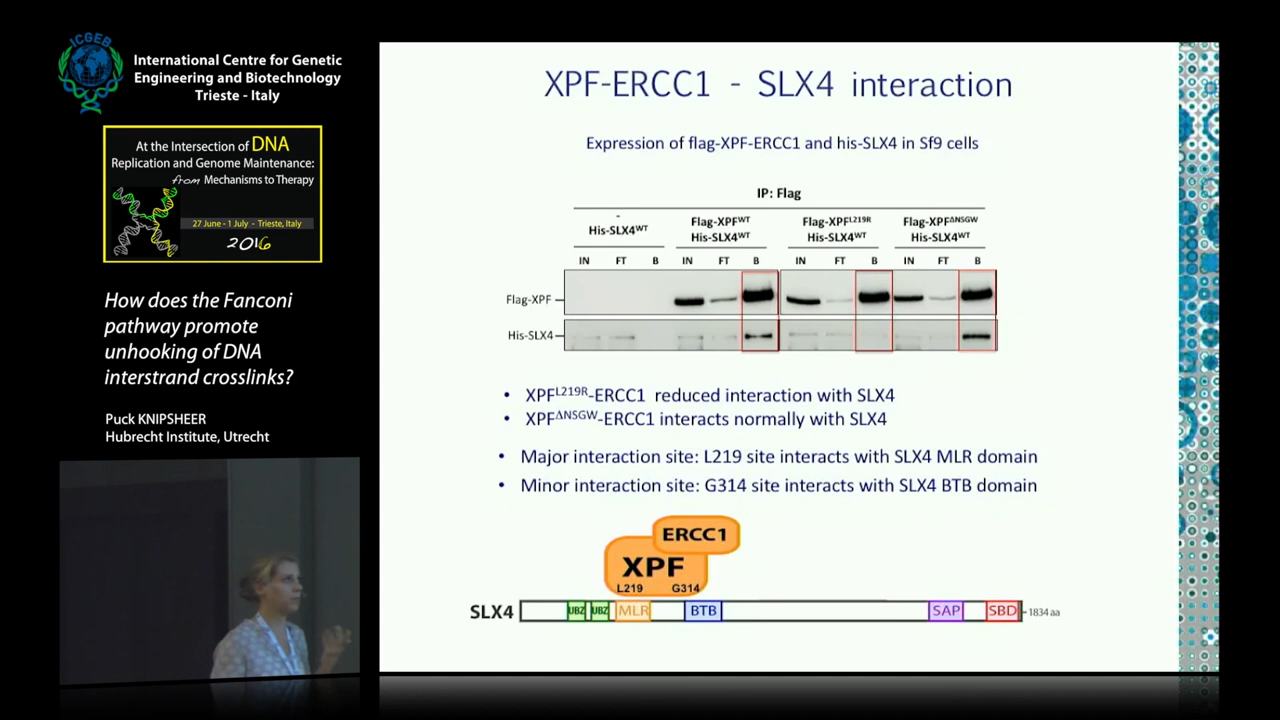 ICGEB
International Centre for Genetic
Engineering and Biotechnology
Trieste - Italy
At the Intersection of DNA
Replication and Genome Maintenance:
from Mechanisms to Therapy
27 June - 1 July - Trieste, Italy
2016
How does the Fanconi
pathway promote
unhooking of DNA
interstrand crosslinks?
Puck KNIPSHEER
Hubrecht Institute, Utrecht
XPF-ERCC1 - SLX4 interaction
Expression of flag-XPF-ERCC1 and his-SLX4 in Sf9 cells
IP: Flag
- Flag-XPFWT Flag-XPFL219R Flag-XPFΔNSGW
His-SLX4WT His-SLX4WT His-SLX4WT His-SLX4WT
IN FT B IN FT B IN FT B IN FT B
Flag-XPF
His-SLX4
• XPFL219R-ERCC1 reduced interaction with SLX4
• XPFΔNSGW-ERCC1 interacts normally with SLX4
• Major interaction site: L219 site interacts with SLX4 MLR domain
• Minor interaction site: G314 site interacts with SLX4 BTB domain
ERCC1
XPF
L219 G314
SLX4 UBZ UBZ MLR BTB SAP SBD 1834 aa